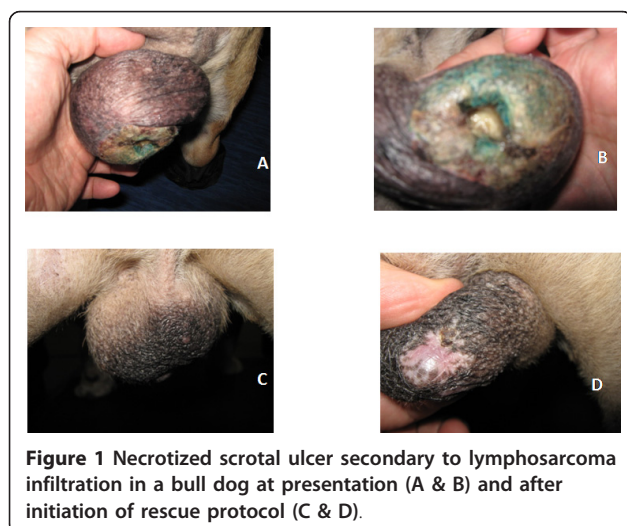 A
B
C
D
Figure 1 Necrotized scrotal ulcer secondary to lymphosarcoma
infiltration in a bull dog at presentation (A & B) and after
initiation of rescue protocol (C & D).